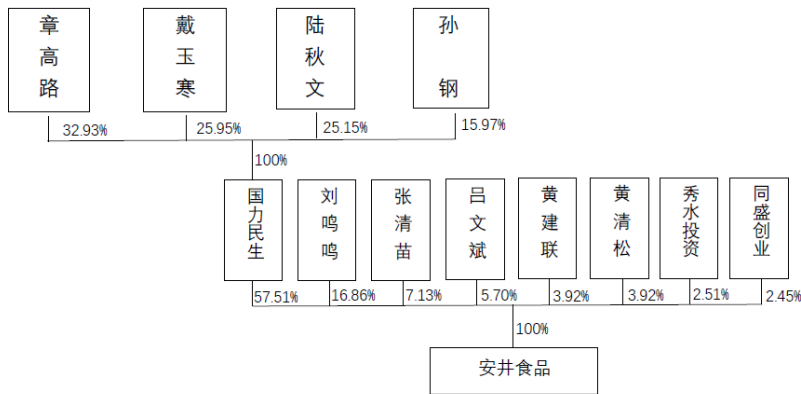 章高路
戴玉寒
陆秋文
孙钢
32.93%
25.95%
25.15%
15.97%
100%
国力民生
刘鸣鸣
张清苗
吕文斌
黄建联
黄清松
秀水投资
同盛创业
57.51%
16.86%
7.13%
5.70%
3.92%
3.92%
2.51%
2.45%
100%
安井食品